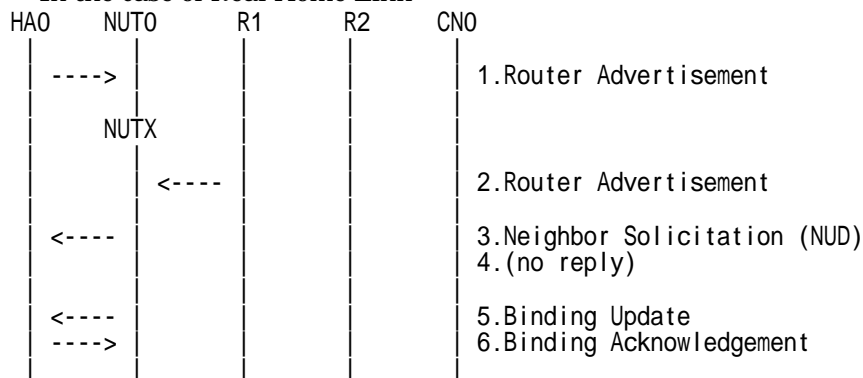 In the case of Real Home Link
HA0 NUT0 R1 R2 CN0
----> 1.Router Advertisement
NUTX
<---- 2.Router Advertisement
<---- 3.Neighbor Solicitation (NUD)
4.(no reply)
<---- 5.Binding Update
----> 6.Binding Acknowledgement